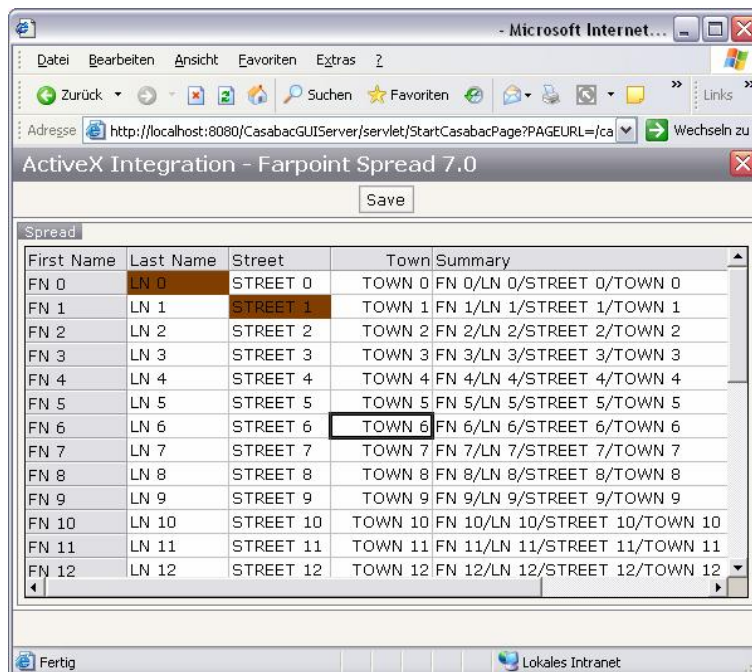 - Microsoft Internet...
Datei Bearbeiten Ansicht Favoriten Extras ?
Zurück Suchen Favoriten » Links »
Adresse http://localhost:8080/CasabacGUIServer/servlet/StartCasabacPage?PAGEURL=/ca Wechseln zu
ActiveX Integration - Farpoint Spread 7.0
Save
Spread
First Name Last Name Street Town Summary
FN 0 LN 0 STREET 0 TOWN 0 FN 0/LN 0/STREET 0/TOWN 0
FN 1 LN 1 STREET 1 TOWN 1 FN 1/LN 1/STREET 1/TOWN 1
FN 2 LN 2 STREET 2 TOWN 2 FN 2/LN 2/STREET 2/TOWN 2
FN 3 LN 3 STREET 3 TOWN 3 FN 3/LN 3/STREET 3/TOWN 3
FN 4 LN 4 STREET 4 TOWN 4 FN 4/LN 4/STREET 4/TOWN 4
FN 5 LN 5 STREET 5 TOWN 5 FN 5/LN 5/STREET 5/TOWN 5
FN 6 LN 6 STREET 6 TOWN 6 FN 6/LN 6/STREET 6/TOWN 6
FN 7 LN 7 STREET 7 TOWN 7 FN 7/LN 7/STREET 7/TOWN 7
FN 8 LN 8 STREET 8 TOWN 8 FN 8/LN 8/STREET 8/TOWN 8
FN 9 LN 9 STREET 9 TOWN 9 FN 9/LN 9/STREET 9/TOWN 9
FN 10 LN 10 STREET 10 TOWN 10 FN 10/LN 10/STREET 10/TOWN 10
FN 11 LN 11 STREET 11 TOWN 11 FN 11/LN 11/STREET 11/TOWN 11
FN 12 LN 12 STREET 12 TOWN 12 FN 12/LN 12/STREET 12/TOWN 12
Fertig Lokales Intranet